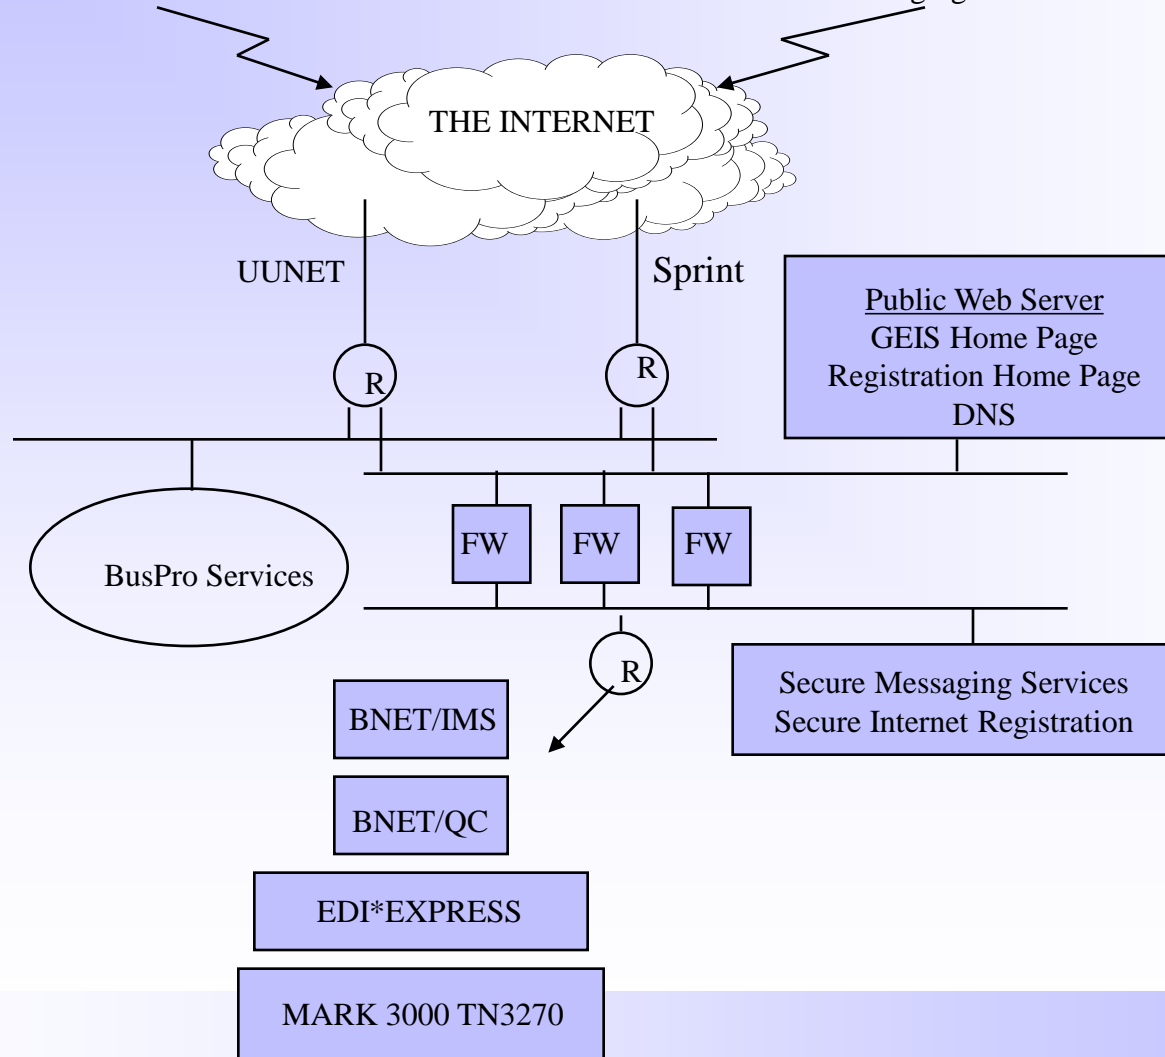 THE INTERNET
UUNET
Sprint
Public Web Server
GEIS Home Page
Registration Home Page
DNS
R
R
FW
FW
FW
BusPro Services
R
Secure Messaging Services
Secure Internet Registration
BNET/IMS
BNET/QC
EDI*EXPRESS
MARK 3000 TN3270